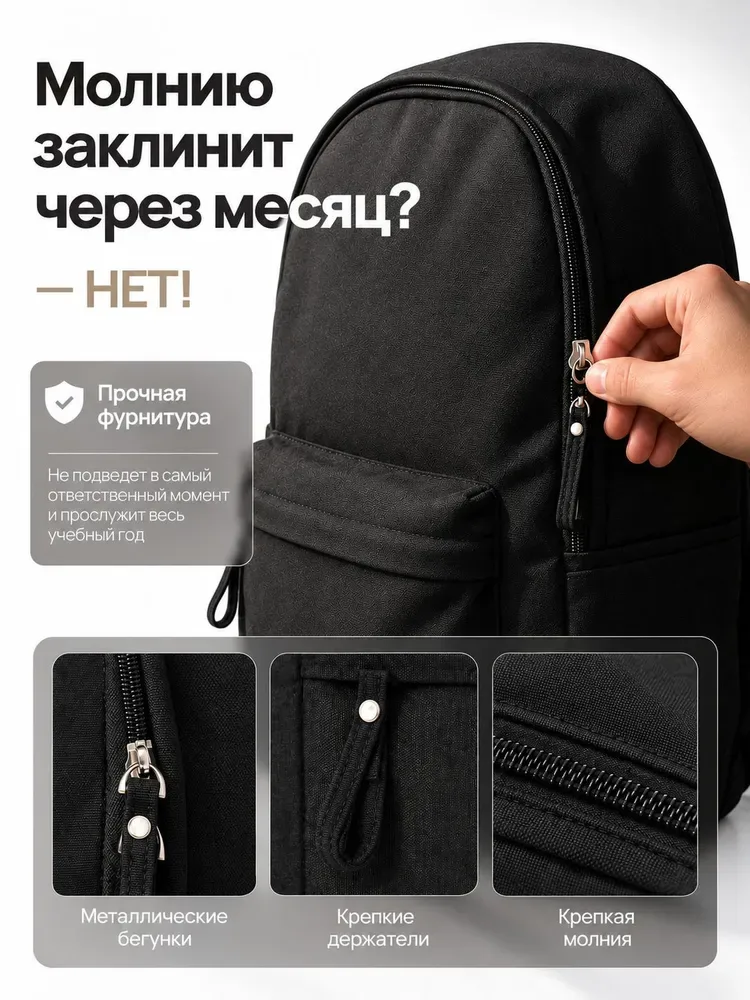 Молнию
заклинит
через месяц?
— НЕТ!
Прочная
фурнитура
Не подведет в самый
ответственный момент
и прослужит весь
учебный год
Металлические
бегунки
Крепкие
держатели
Крепкая
молния